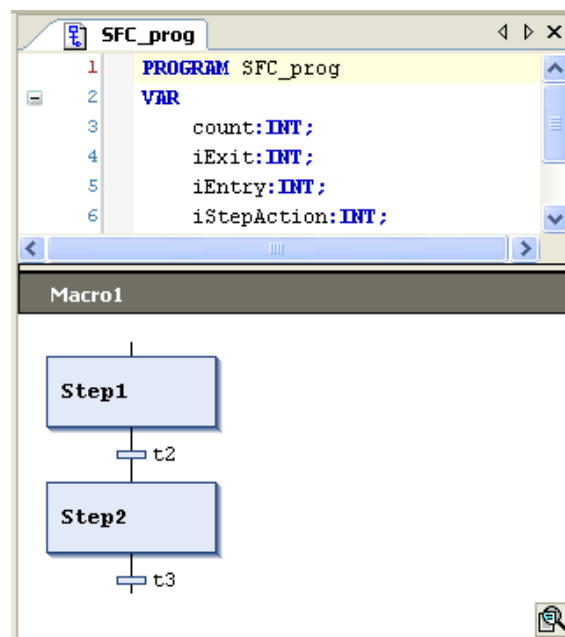 SFC_prog
1 PROGRAM SFC_prog
2 VAR
3 count:INT;
4 iExit:INT;
5 iEntry:INT;
6 iStepAction:INT;
Macro1
Step1
t2
Step2
t3